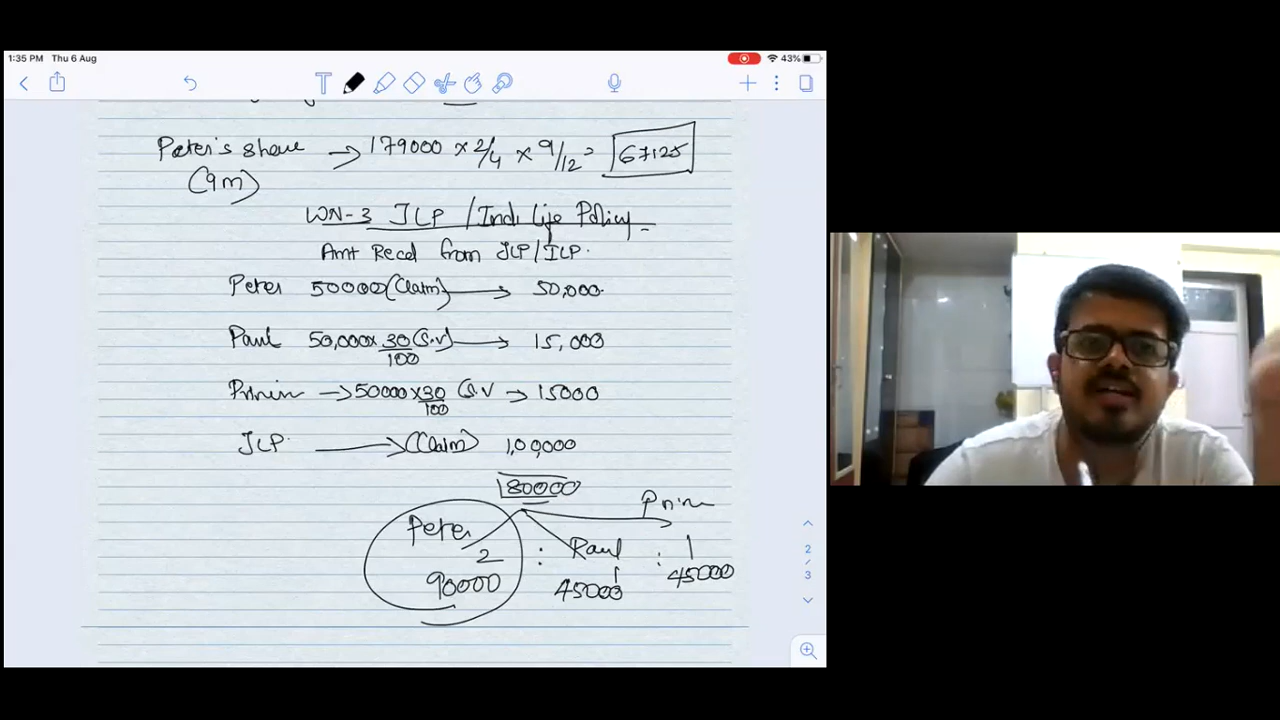 1:35 PM Thu 6 Aug 43%
T
Peter's share → 179000 × 2/4 × 9/12 = 67125
(9m)
WN-3 JLP / Indi Life Policy
Amt Recd from JLP/ILP.
Peter 50000 (Claim) → 50,000.
Paul 50,000 × 30/100 (S.V) → 15,000
→ 50000 × 30/100 (S.V → 15000
JLP → (Claim) 1,00,000
180000
Peter : Paul :
2 1 1
90000 45000 45000
2
/
3